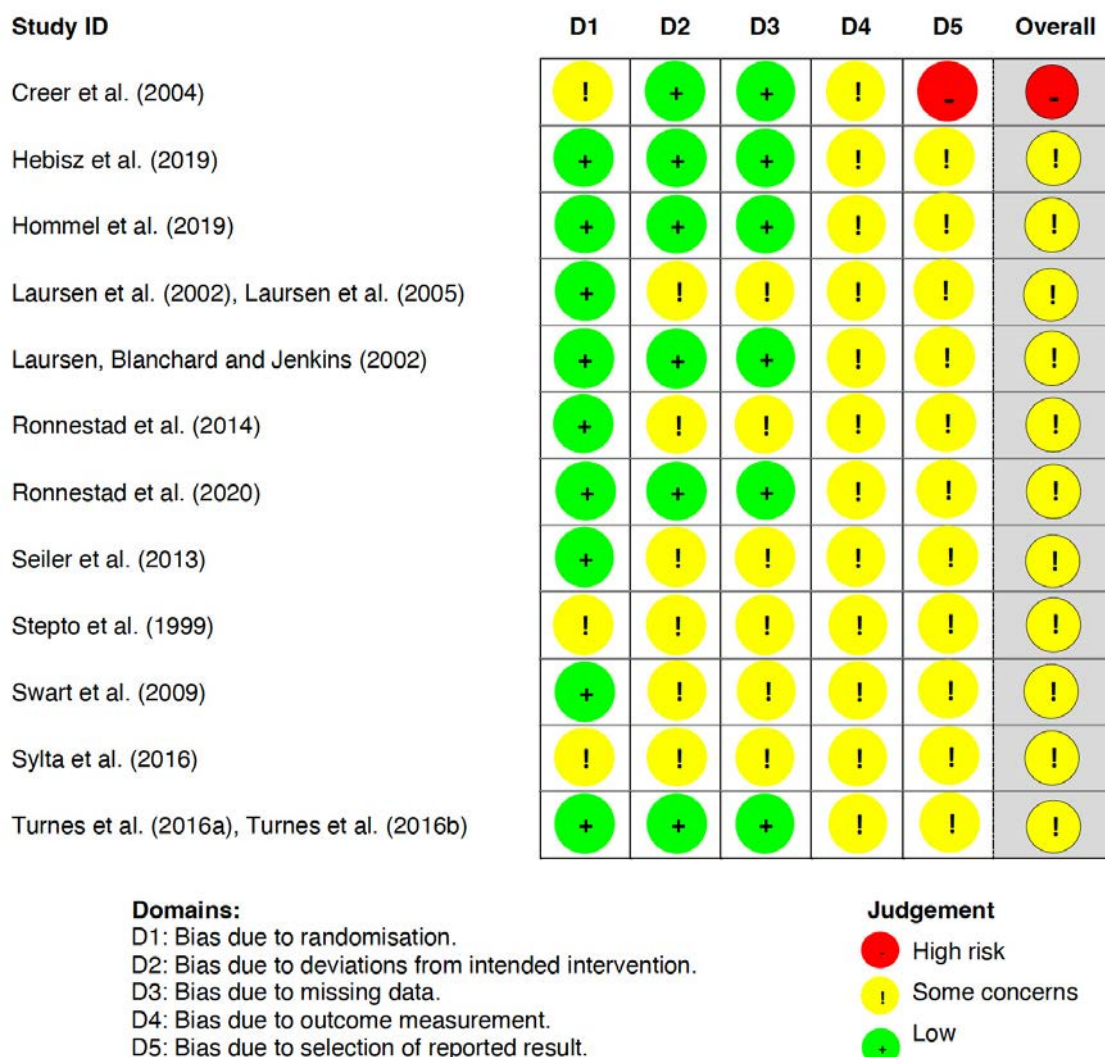 Study ID D1 D2 D3 D4 D5 Overall
Creer et al. (2004) ! + + ! - -
Hebisz et al. (2019) + + + ! ! !
Hommel et al. (2019) + + + ! ! !
Laursen et al. (2002), Laursen et al. (2005) + ! ! ! ! !
Laursen, Blanchard and Jenkins (2002) + + + ! ! !
Ronnestad et al. (2014) + ! ! ! ! !
Ronnestad et al. (2020) + + + ! ! !
Seiler et al. (2013) + ! ! ! ! !
Stepto et al. (1999) ! ! ! ! ! !
Swart et al. (2009) + ! ! ! ! !
Sylta et al. (2016) ! ! ! ! ! !
Turnes et al. (2016a), Turnes et al. (2016b) + + + ! ! !
Domains:
D1: Bias due to randomisation.
D2: Bias due to deviations from intended intervention.
D3: Bias due to missing data.
D4: Bias due to outcome measurement.
D5: Bias due to selection of reported result.
Judgement
- High risk
! Some concerns
+ Low